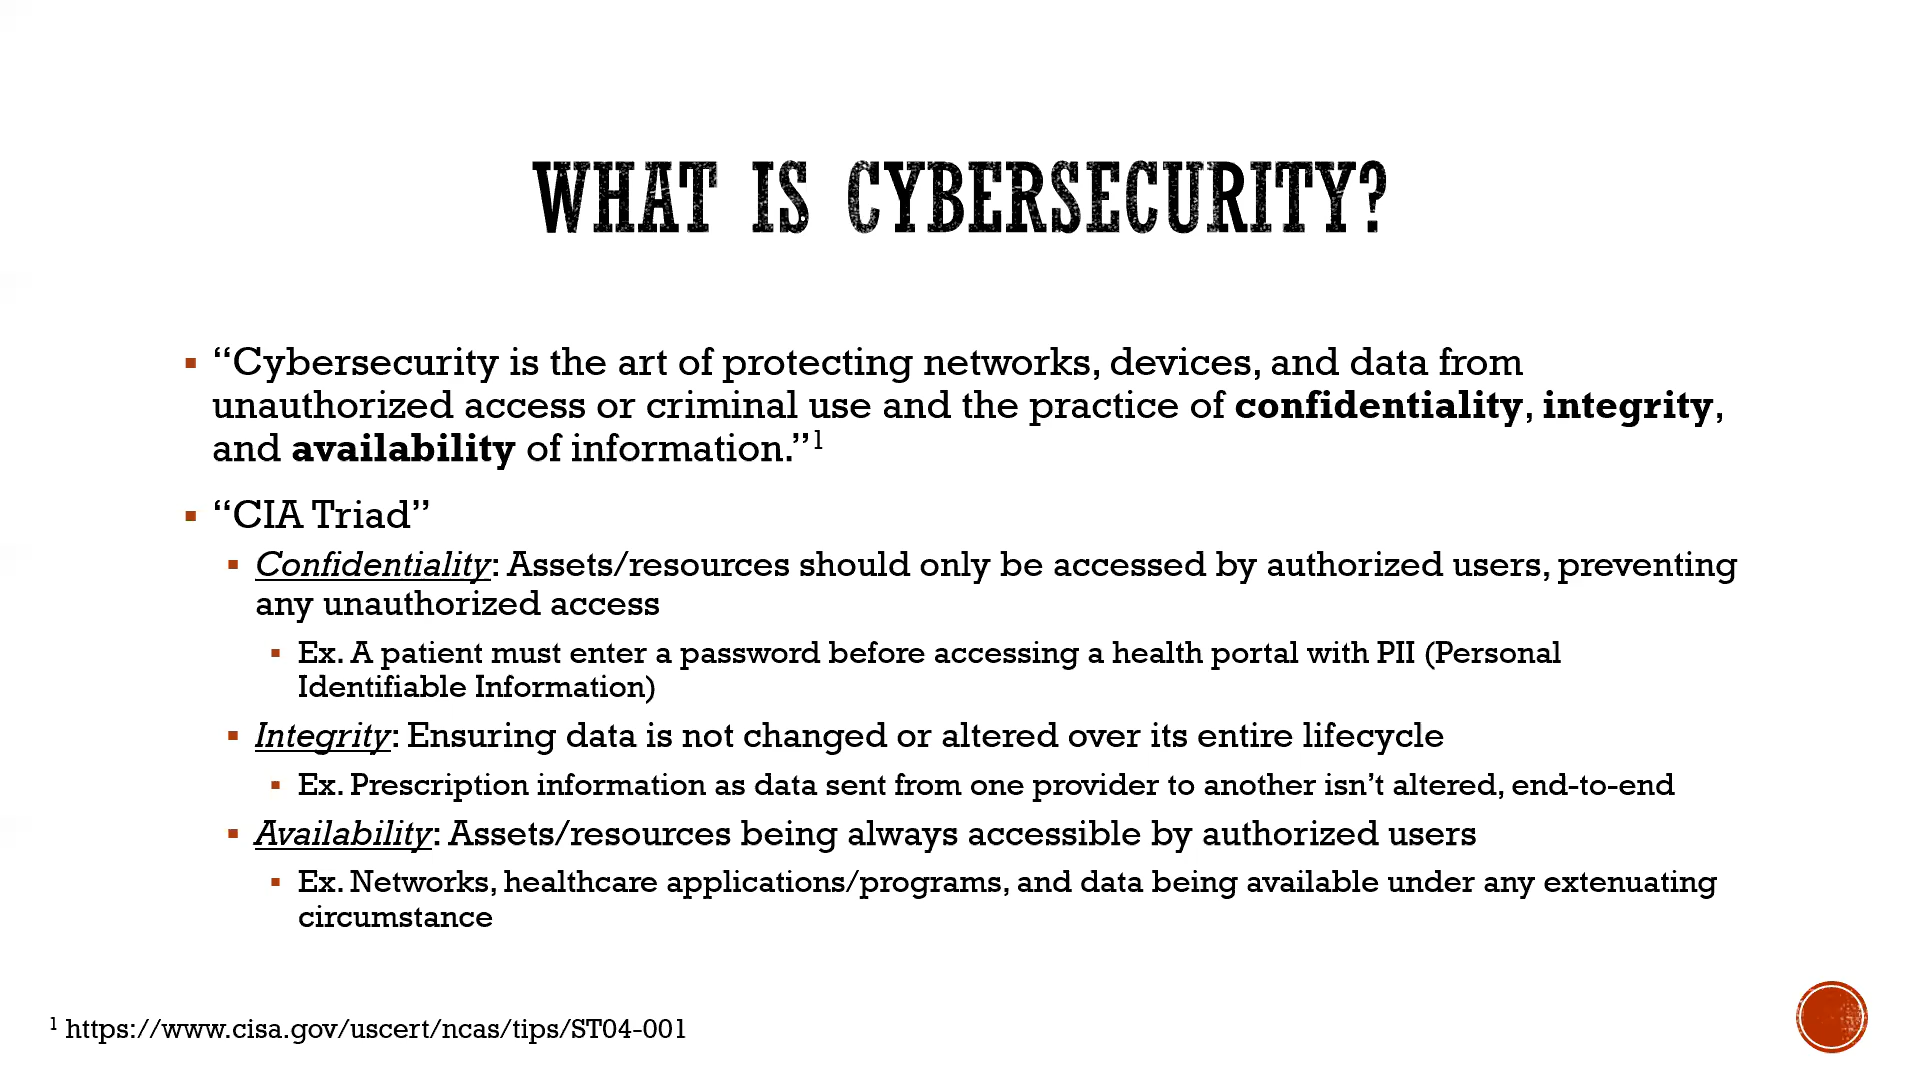 WHAT IS CYBERSECURITY?
▪ “Cybersecurity is the art of protecting networks, devices, and data from
unauthorized access or criminal use and the practice of confidentiality, integrity,
and availability of information.”¹
▪ “CIA Triad”
▪ Confidentiality: Assets/resources should only be accessed by authorized users, preventing
any unauthorized access
▪ Ex. A patient must enter a password before accessing a health portal with PII (Personal
Identifiable Information)
▪ Integrity: Ensuring data is not changed or altered over its entire lifecycle
▪ Ex. Prescription information as data sent from one provider to another isn’t altered, end-to-end
▪ Availability: Assets/resources being always accessible by authorized users
▪ Ex. Networks, healthcare applications/programs, and data being available under any extenuating
circumstance
¹ https://www.cisa.gov/uscert/ncas/tips/ST04-001